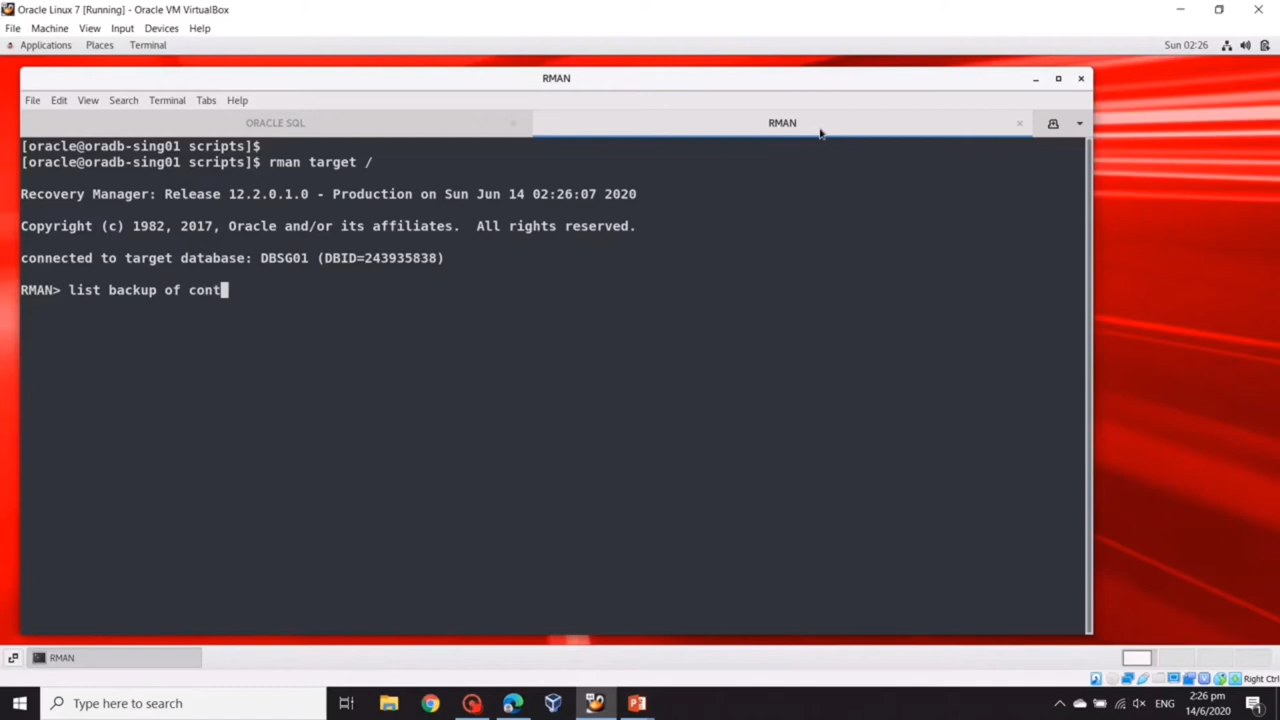 Oracle Linux 7 [Running] - Oracle VM VirtualBox
File Machine View Input Devices Help
Applications Places Terminal Sun 02:26
RMAN
File Edit View Search Terminal Tabs Help
ORACLE SQL RMAN
[oracle@oradb-sing01 scripts]$
[oracle@oradb-sing01 scripts]$ rman target /
Recovery Manager: Release 12.2.0.1.0 - Production on Sun Jun 14 02:26:07 2020
Copyright (c) 1982, 2017, Oracle and/or its affiliates.  All rights reserved.
connected to target database: DBSG01 (DBID=243935838)
RMAN> list backup of cont
RMAN
Right Ctrl
Type here to search
ENG
2:26 pm
14/6/2020
1